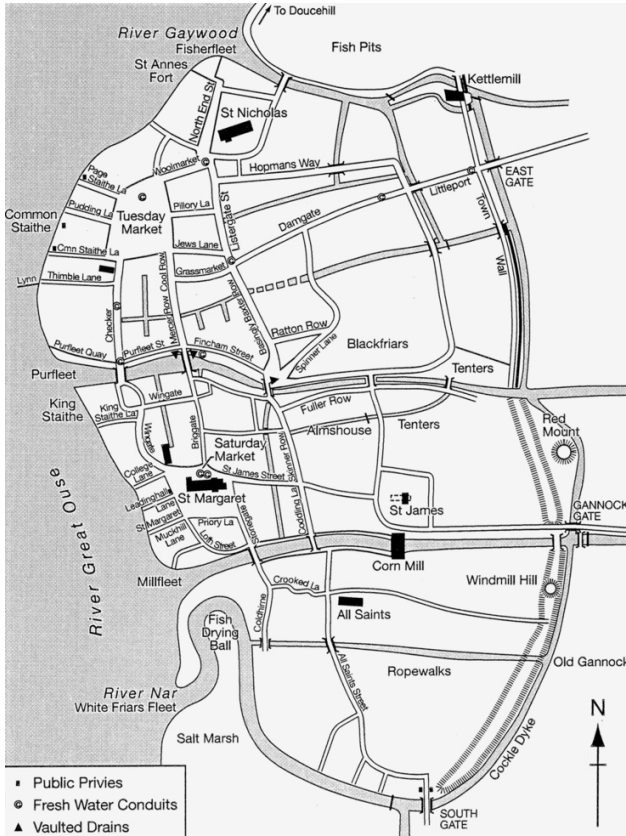 To Doucehill
River Gaywood
Fisherfleet
St Annes
Fort
Fish Pits
Kettlemill
North End St
St Nicholas
Woolmarket
Hopmans Way
EAST
GATE
Littleport
Page
Staithe La
Pudding La
Tuesday
Market
Pillory La
Listergate St
Damgate
Town
Wall
Common
Staithe
Cmn Staithe La
Jews Lane
Lynn
Thimble Lane
Grassmarket
Cool Row
Mercer Row
Checker
Baxter Row
Ratton Row
Spinner Lane
Blackfriars
Purfleet Quay
Purfleet St
Fincham Street
Purfleet
Tenters
King
Staithe
King
Staithe La
Wingate
Wingate
Briggate
Fuller Row
Almshouse
Tenters
Red
Mount
Saturday
Market
Skinner Row
College
Lane
St James Street
Leadinghall
Lane
St Margaret
St Margaret
Lane
Muckhill
Lane
Priory La
Stonegate
Coddling La
St James
GANNOCK
GATE
River Great Ouse
Millfleet
Corn Mill
Windmill Hill
Crooked La
Coldhirne
All Saints
Fish
Drying
Ball
All Saints Street
Ropewalks
Old Gannock
River Nar
White Friars Fleet
Salt Marsh
Cockle Dyke
N
SOUTH
GATE
Public Privies
Fresh Water Conduits
Vaulted Drains